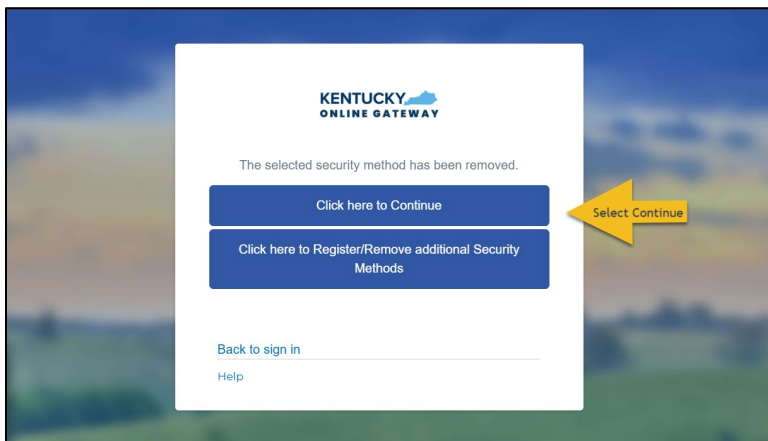 KENTUCKY
ONLINE GATEWAY
The selected security method has been removed.
Click here to Continue
Select Continue
Click here to Register/Remove additional Security
Methods
Back to sign in
Help